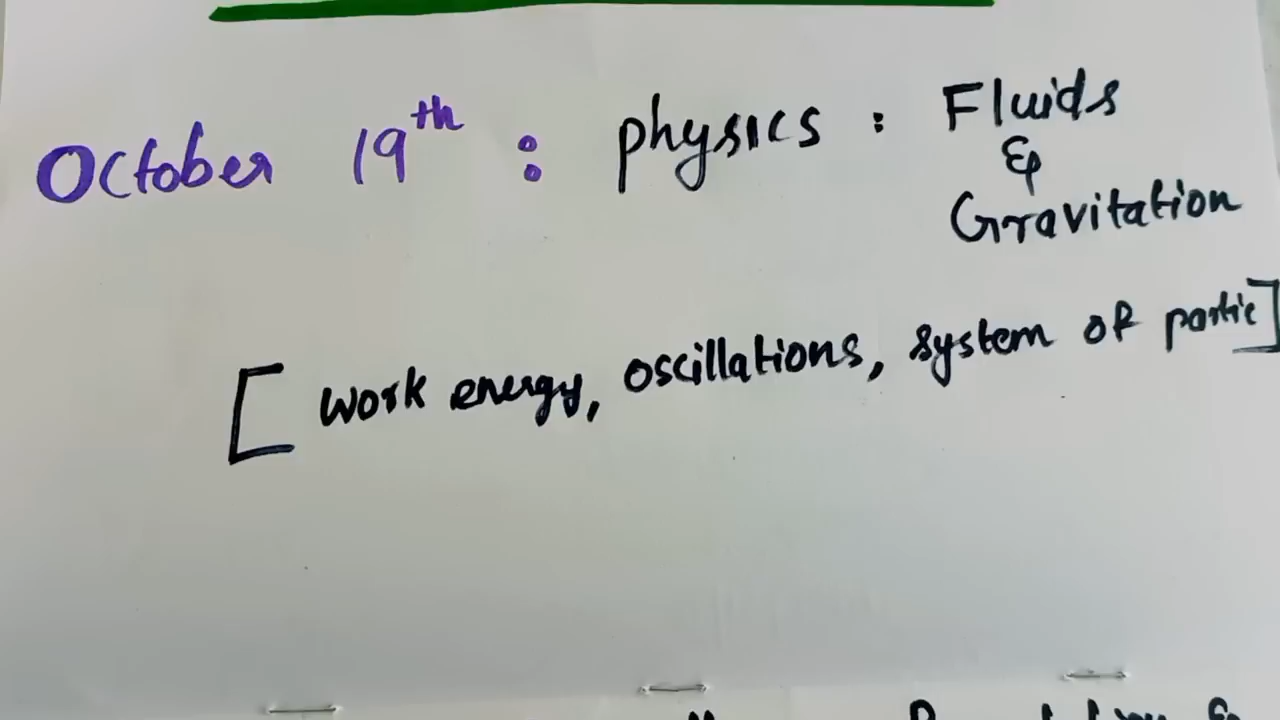 October 19th : physics : Fluids
&
Gravitation
[ work energy, oscillations, system of partic]